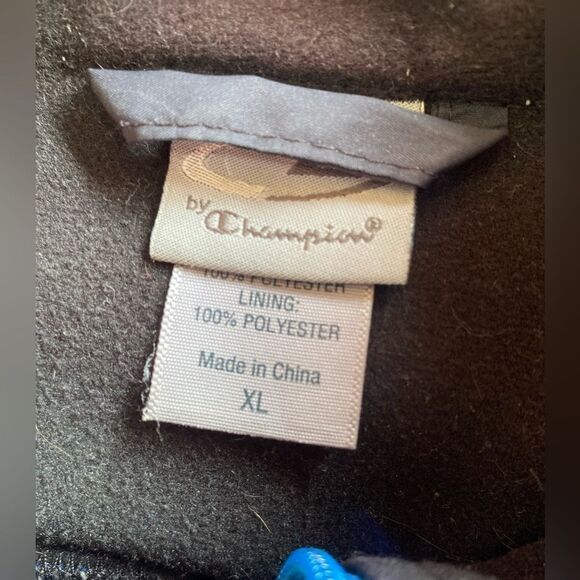 by
Champion®
100% POLYESTER
LINING:
100% POLYESTER
Made in China
XL